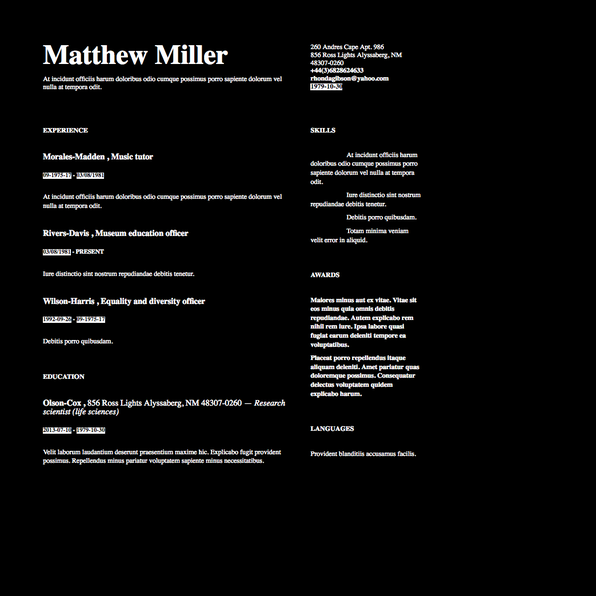 Matthew Miller
At incidunt officiis harum doloribus odio cumque possimus porro sapiente dolorum vel
nulla at tempora odit.
260 Andres Cape Apt. 986
856 Ross Lights Alyssaberg, NM
48307-0260
+44(3)6828624633
rhondagibson@yahoo.com
1979-10-30
EXPERIENCE
Morales-Madden , Music tutor
09-1975-17 - 03/08/1981
At incidunt officiis harum doloribus odio cumque possimus porro sapiente dolorum vel
nulla at tempora odit.
Rivers-Davis , Museum education officer
03/08/1981 - PRESENT
Iure distinctio sint nostrum repudiandae debitis tenetur.
Wilson-Harris , Equality and diversity officer
1992-09-26 - 09-1975-17
Debitis porro quibusdam.
EDUCATION
Olson-Cox , 856 Ross Lights Alyssaberg, NM 48307-0260 — Research
scientist (life sciences)
2013-07-10 - 1979-10-30
Velit laborum laudantium deserunt praesentium maxime hic. Explicabo fugit provident
possimus. Repellendus minus pariatur voluptatem sapiente minus necessitatibus.
SKILLS
At incidunt officiis harum
doloribus odio cumque possimus porro
sapiente dolorum vel nulla at tempora
odit.
Iure distinctio sint nostrum
repudiandae debitis tenetur.
Debitis porro quibusdam.
Totam minima veniam
velit error in aliquid.
AWARDS
Maiores minus aut ex vitae. Vitae sit
eos minus quia omnis debitis
repudiandae. Autem explicabo rem
nihil rem iure. Ipsa labore quasi
fugiat earum deleniti tempore ea
voluptatibus.
Placeat porro repellendus itaque
aliquam deleniti. Amet pariatur quas
doloremque possimus. Consequatur
delectus voluptatem quidem
explicabo harum.
LANGUAGES
Provident blanditiis accusamus facilis.